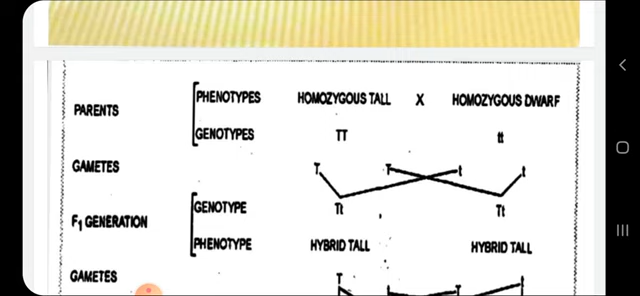 PARENTS
PHENOTYPES HOMOZYGOUS TALL X HOMOZYGOUS DWARF
GENOTYPES TT tt
GAMETES T T t t
F1 GENERATION
GENOTYPE Tt Tt
PHENOTYPE HYBRID TALL HYBRID TALL
GAMETES T t T t